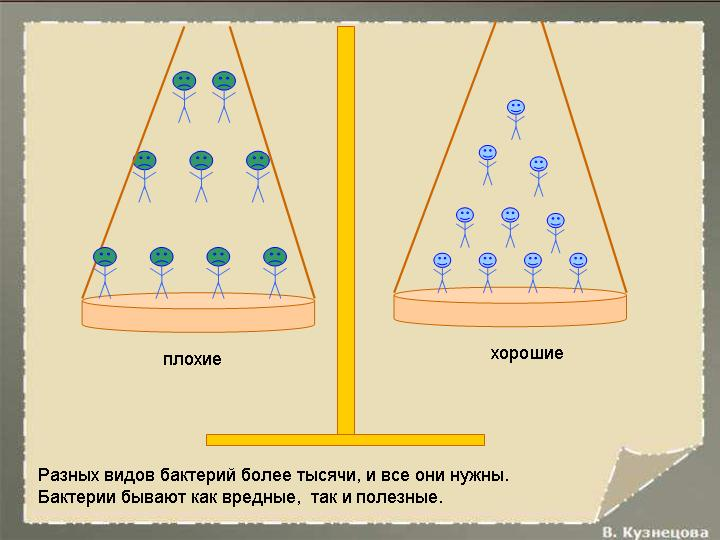 плохие
хорошие
Разных видов бактерий более тысячи, и все они нужны.
Бактерии бывают как вредные,  так и полезные.
В. Кузнецова